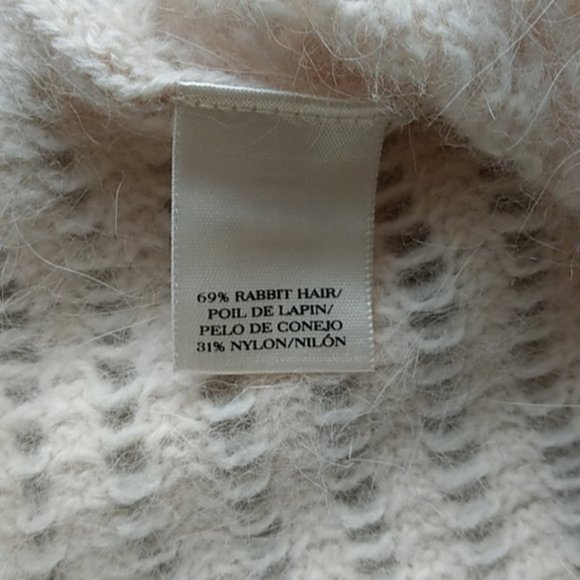 69% RABBIT HAIR/
POIL DE LAPIN/
PELO DE CONEJO
31% NYLON/NILÓN